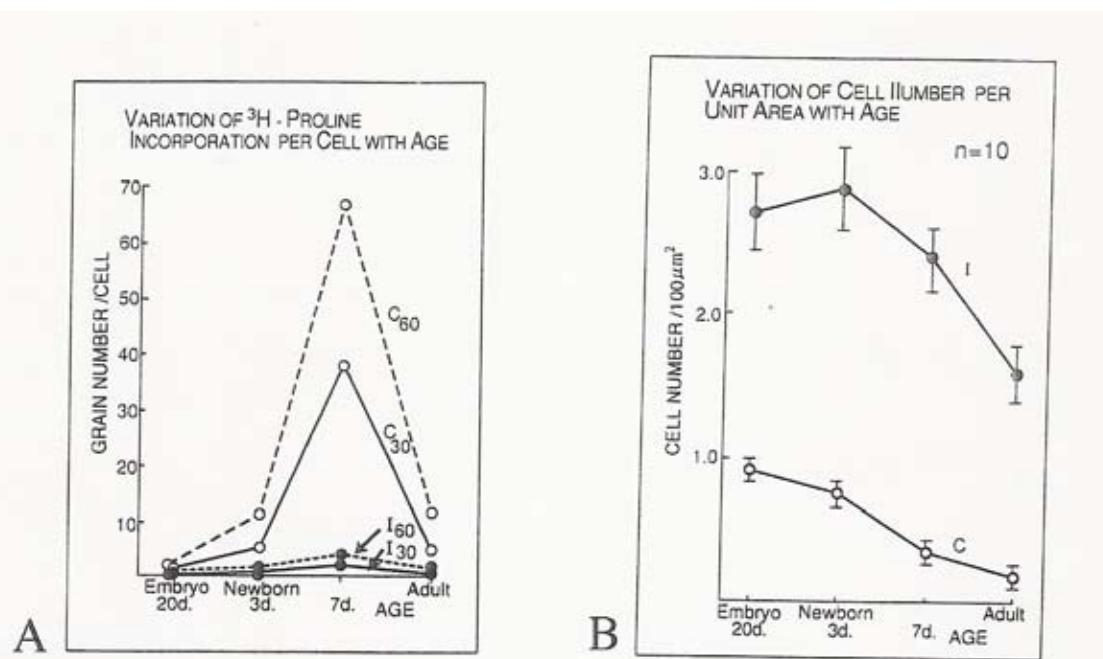 VARIATION OF ³H - PROLINE
INCORPORATION PER CELL WITH AGE
GRAIN NUMBER /CELL
70
60
50
40
30
20
10
C60
C30
I60
I30
Embryo Newborn 7d. Adult
20d. 3d. AGE
A
VARIATION OF CELL IIUMBER PER
UNIT AREA WITH AGE
n=10
CELL NUMBER /100µm²
3.0
2.0
1.0
I
C
Embryo Newborn 7d. Adult
20d. 3d. AGE
B